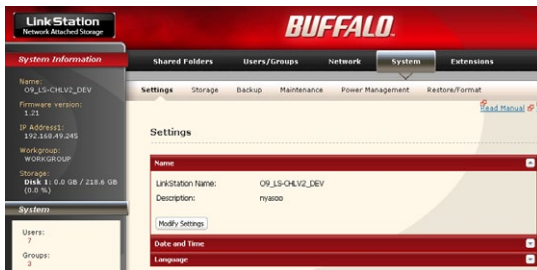 LinkStation
Network Attached Storage
BUFFALO
System Information
Shared Folders Users/Groups Network System Extensions
Name:
O9_LS-CHLV2_DEV
Settings Storage Backup Maintenance Power Management Restore/Format
Firmware version:
1.21
Read Manual
IP Address1:
192.168.49.245
Settings
Workgroup:
WORKGROUP
Name
Storage:
Disk 1: 0.0 GB / 218.6 GB
(0.0 %)
LinkStation Name: O9_LS-CHLV2_DEV
Description: nyasoo
System
Modify Settings
Users:
7
Date and Time
Groups:
3
Language